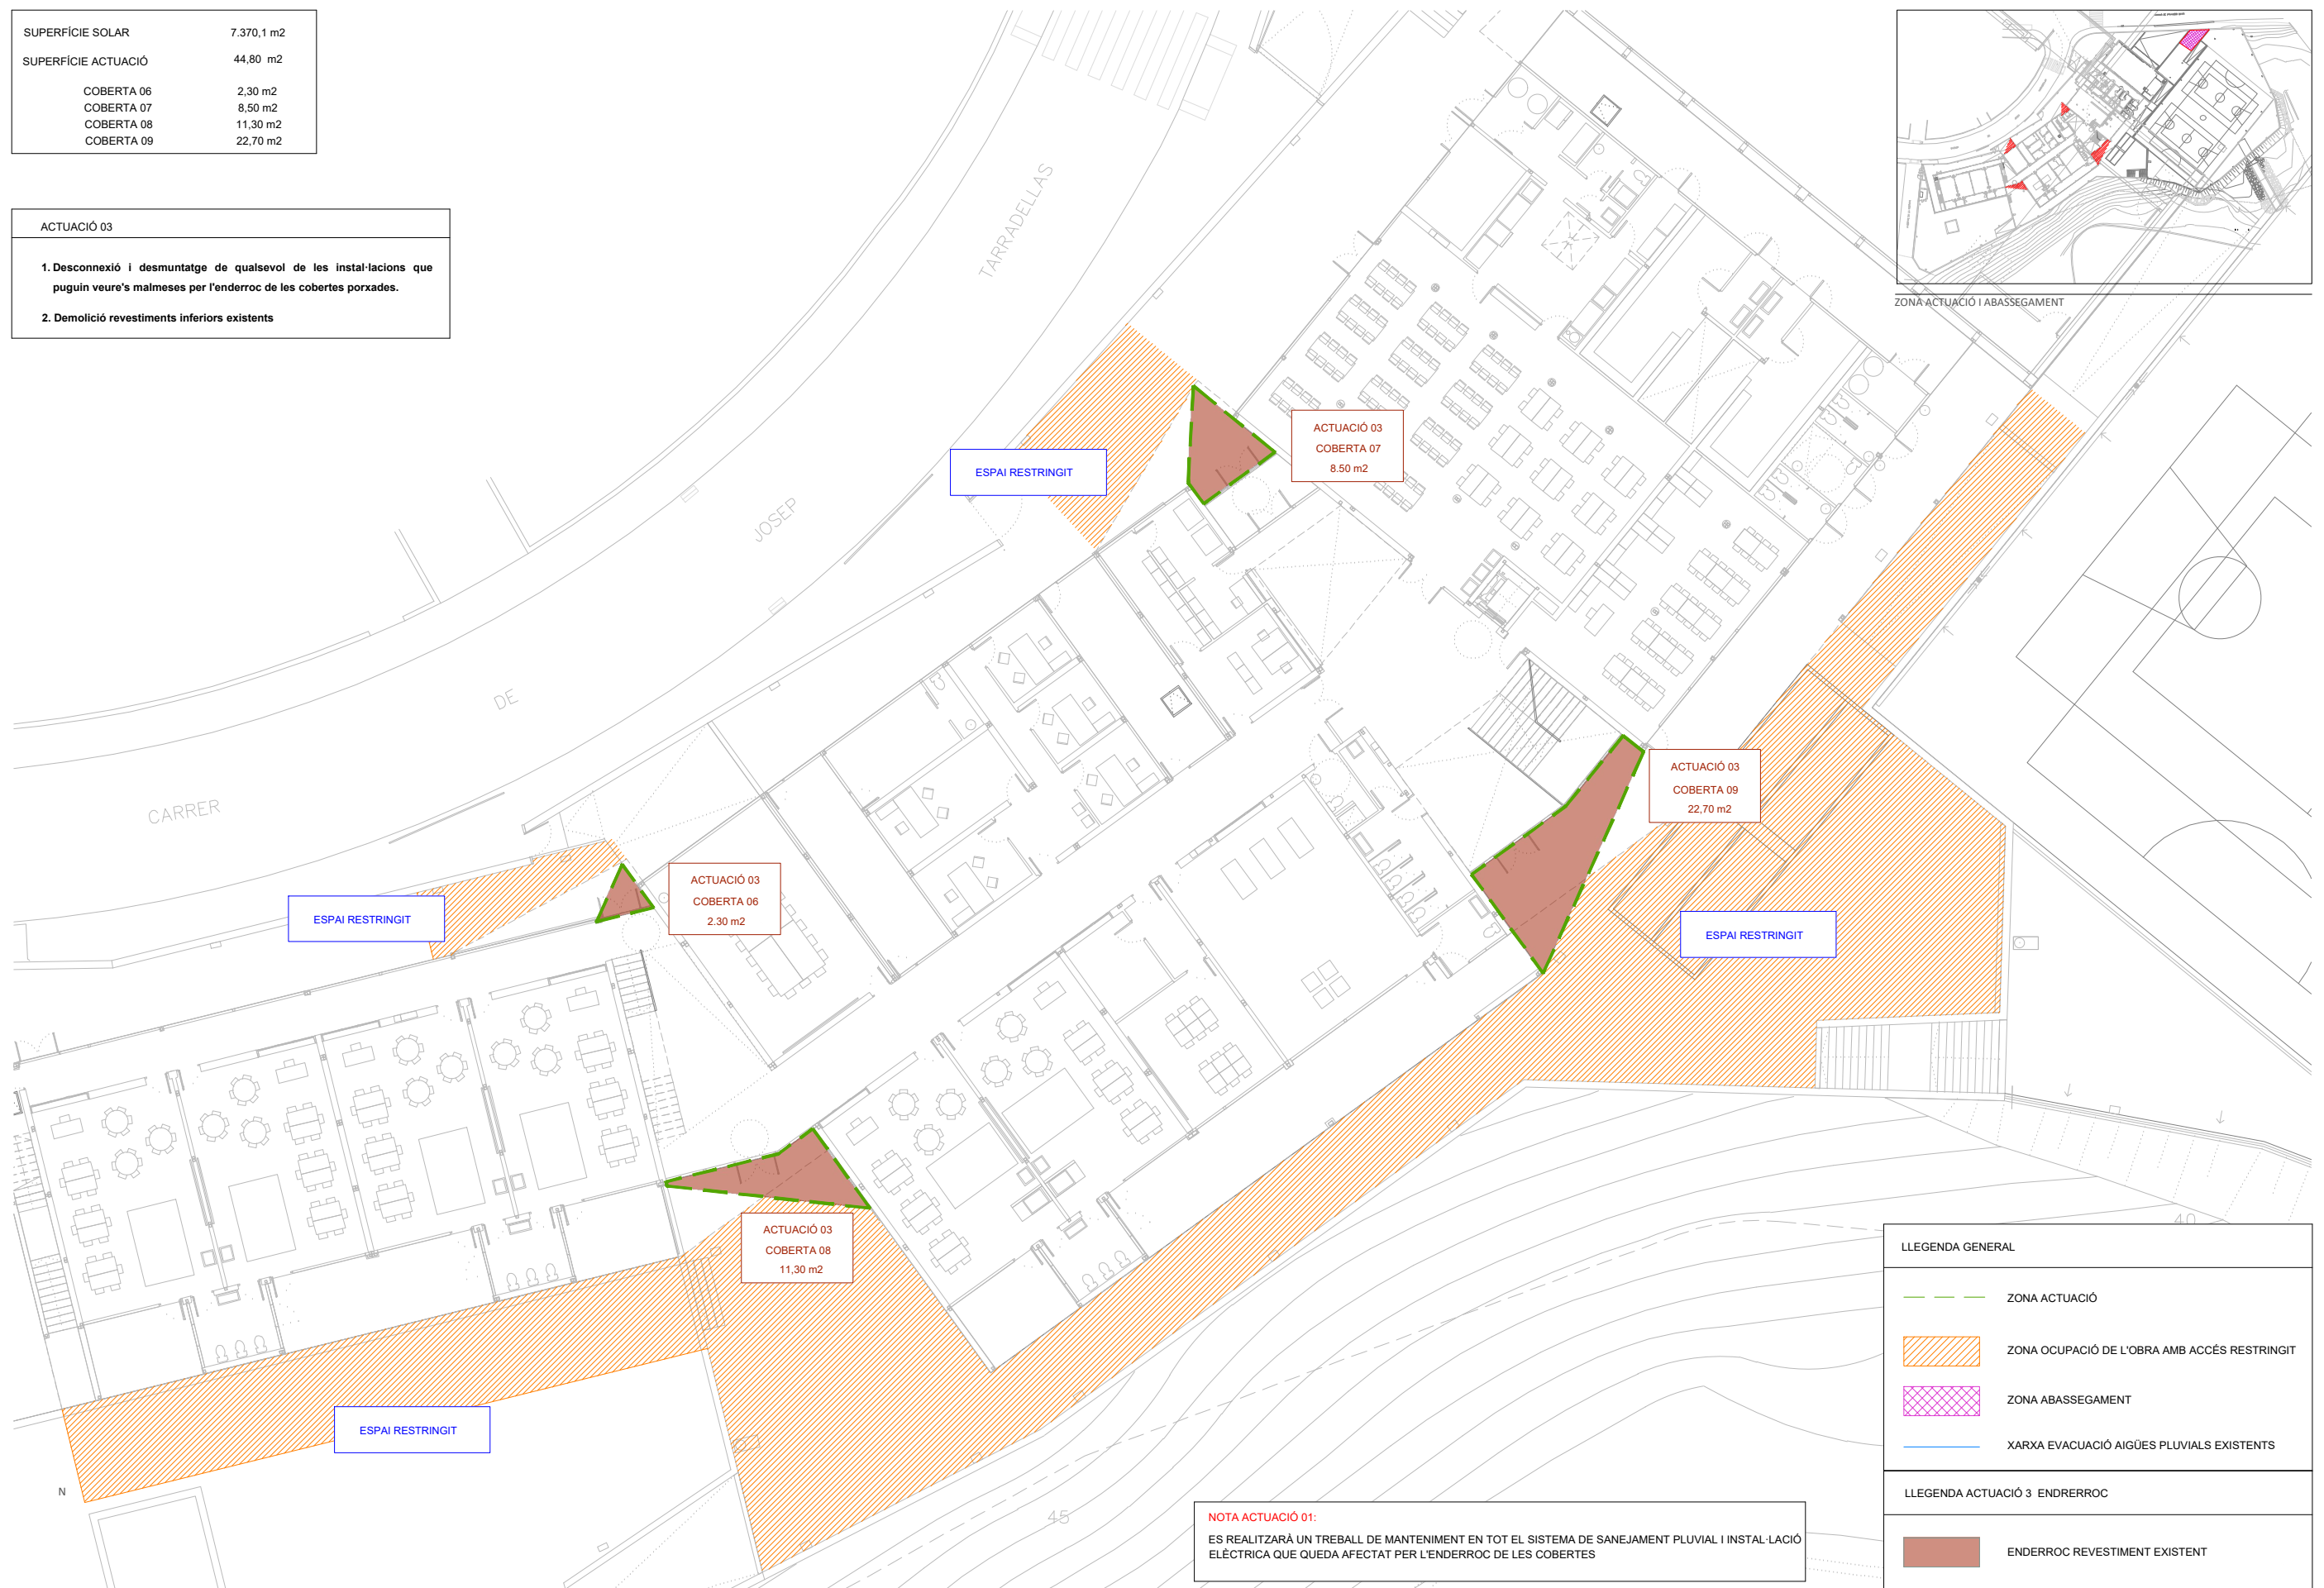 SUPERFÍCIE SOLAR 7.370,1 m2
SUPERFÍCIE ACTUACIÓ 44,80 m2
COBERTA 06 2,30 m2
COBERTA 07 8,50 m2
COBERTA 08 11,30 m2
COBERTA 09 22,70 m2
ACTUACIÓ 03
1. Desconnexió i desmuntatge de qualsevol de les instal·lacions que
puguin veure's malmeses per l'enderroc de les cobertes porxades.
2. Demolició revestiments inferiors existents
ZONA ACTUACIÓ I ABASSEGAMENT
TARRADELLAS
JOSEP
DE
CARRER
ESPAI RESTRINGIT
ACTUACIÓ 03
COBERTA 07
8.50 m2
ACTUACIÓ 03
COBERTA 09
22,70 m2
ESPAI RESTRINGIT
ACTUACIÓ 03
COBERTA 06
2.30 m2
ESPAI RESTRINGIT
ACTUACIÓ 03
COBERTA 08
11,30 m2
ESPAI RESTRINGIT
N
45
40
NOTA ACTUACIÓ 01:
ES REALITZARÀ UN TREBALL DE MANTENIMENT EN TOT EL SISTEMA DE SANEJAMENT PLUVIAL I INSTAL·LACIÓ
ELÈCTRICA QUE QUEDA AFECTAT PER L'ENDERROC DE LES COBERTES
LLEGENDA GENERAL
ZONA ACTUACIÓ
ZONA OCUPACIÓ DE L'OBRA AMB ACCÉS RESTRINGIT
ZONA ABASSEGAMENT
XARXA EVACUACIÓ AIGÜES PLUVIALS EXISTENTS
LLEGENDA ACTUACIÓ 3 ENDRERROC
ENDERROC REVESTIMENT EXISTENT